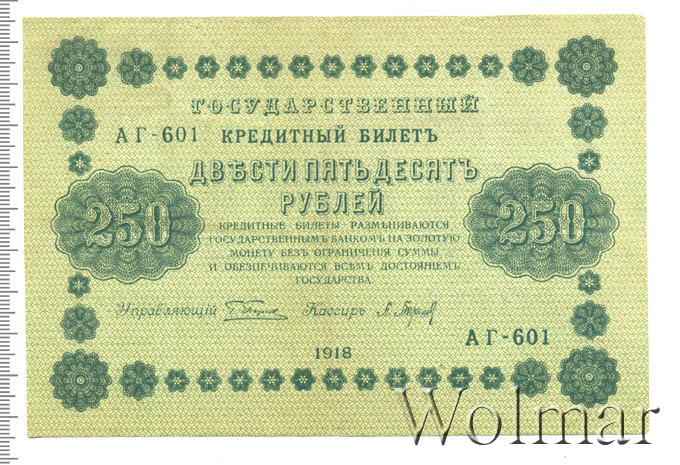 ГОСУДАРСТВЕННЫЙ
АГ-601 КРЕДИТНЫЙ БИЛЕТЪ
ДВѢСТИ ПЯТЬДЕСЯТЪ
РУБЛЕЙ
250
250
КРЕДИТНЫЕ БИЛЕТЫ РАЗМѢНИВАЮТСЯ
ГОСУДАРСТВЕННЫМЪ БАНКОМЪ НА ЗОЛОТУЮ
МОНЕТУ БЕЗЪ ОГРАНИЧЕНІЯ СУММЫ
И ОБЕЗПЕЧИВАЮТСЯ ВСѢМЪ ДОСТОЯНІЕМЪ
ГОСУДАРСТВА.
Управляющій Кассиръ
1918
АГ-601
Wolmar